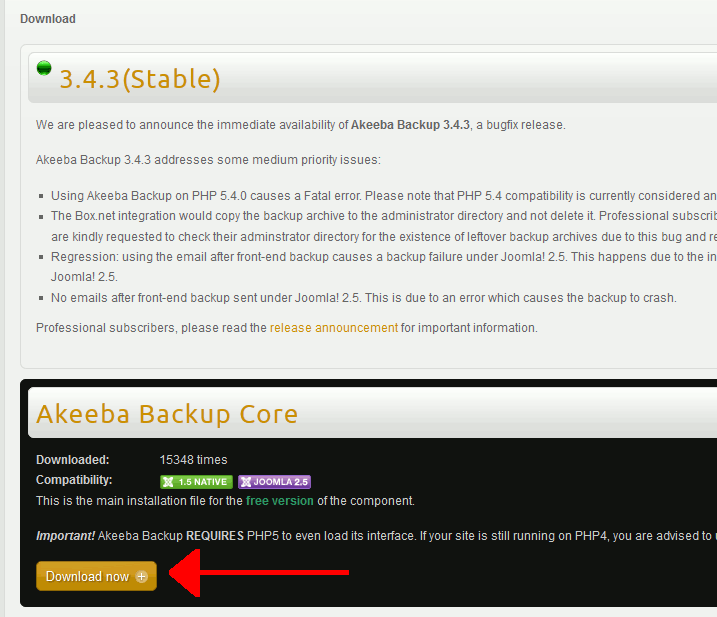 Download
3.4.3(Stable)
We are pleased to announce the immediate availability of Akeeba Backup 3.4.3, a bugfix release.
Akeeba Backup 3.4.3 addresses some medium priority issues:
Using Akeeba Backup on PHP 5.4.0 causes a Fatal error. Please note that PHP 5.4 compatibility is currently considered an
The Box.net integration would copy the backup archive to the administrator directory and not delete it. Professional subscrib
are kindly requested to check their adminstrator directory for the existence of leftover backup archives due to this bug and re
Regression: using the email after front-end backup causes a backup failure under Joomla! 2.5. This happens due to the in
Joomla! 2.5.
No emails after front-end backup sent under Joomla! 2.5. This is due to an error which causes the backup to crash.
Professional subscribers, please read the release announcement for important information.
Akeeba Backup Core
Downloaded: 15348 times
Compatibility: 1.5 NATIVE JOOMLA 2.5
This is the main installation file for the free version of the component.
Important! Akeeba Backup REQUIRES PHP5 to even load its interface. If your site is still running on PHP4, you are advised to
Download now